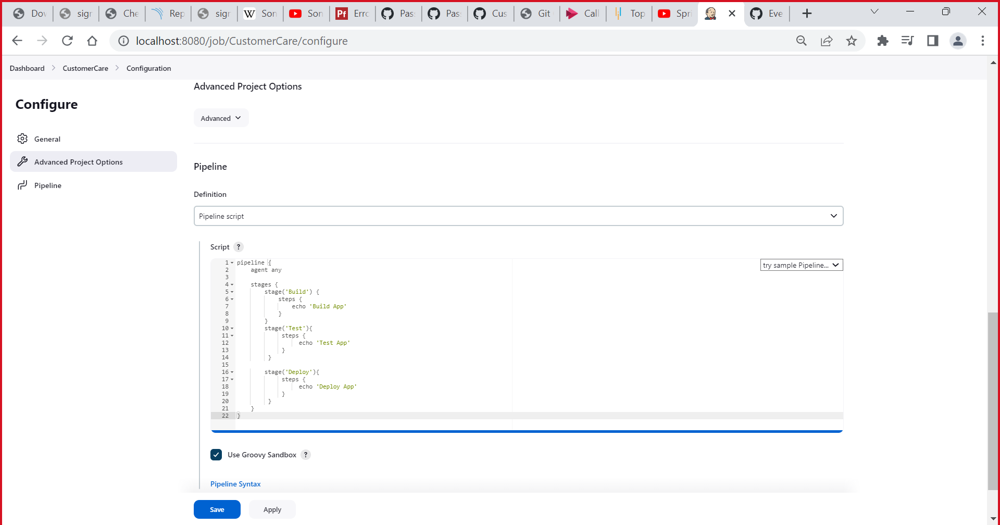 Dov sigr Che Rep sigr Son Son Erro Pas Pas Cus Git Call Top Spri Eve
localhost:8080/job/CustomerCare/configure
Dashboard CustomerCare Configuration
Advanced Project Options
Configure
Advanced
General
Advanced Project Options
Pipeline
Pipeline
Definition
Pipeline script
Script ?
try sample Pipeline...
1 pipeline {
2 agent any
3
4 stages {
5 stage('Build') {
6 steps {
7 echo 'Build App'
8 }
9 }
10 stage('Test'){
11 steps {
12 echo 'Test App'
13 }
14 }
15
16 stage('Deploy'){
17 steps {
18 echo 'Deploy App'
19 }
20 }
21 }
22 }
Use Groovy Sandbox ?
Pipeline Syntax
Save Apply